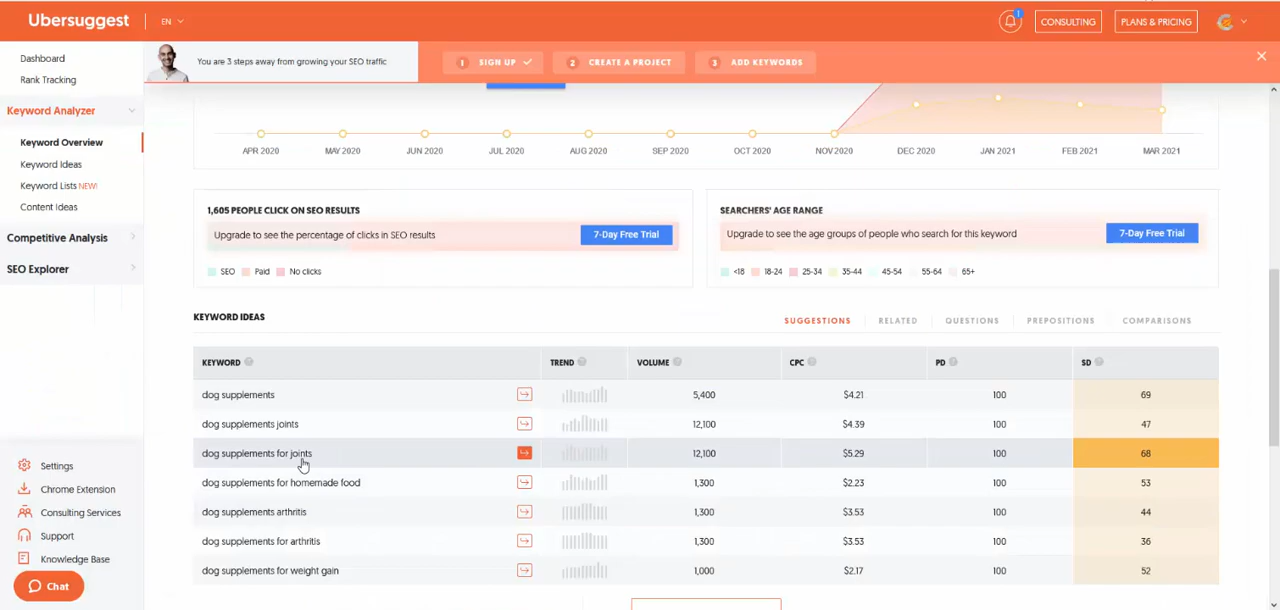 Ubersuggest EN 1 CONSULTING PLANS & PRICING
Dashboard
Rank Tracking
Keyword Analyzer
Keyword Overview
Keyword Ideas
Keyword Lists NEW!
Content Ideas
Competitive Analysis
SEO Explorer
Settings
Chrome Extension
Consulting Services
Support
Knowledge Base
Chat
You are 3 steps away from growing your SEO traffic 1 SIGN UP 2 CREATE A PROJECT 3 ADD KEYWORDS
APR 2020 MAY 2020 JUN 2020 JUL 2020 AUG 2020 SEP 2020 OCT 2020 NOV 2020 DEC 2020 JAN 2021 FEB 2021 MAR 2021
1,605 PEOPLE CLICK ON SEO RESULTS
Upgrade to see the percentage of clicks in SEO results 7-Day Free Trial
SEO Paid No clicks
SEARCHERS' AGE RANGE
Upgrade to see the age groups of people who search for this keyword 7-Day Free Trial
<18 18-24 25-34 35-44 45-54 55-64 65+
KEYWORD IDEAS SUGGESTIONS RELATED QUESTIONS PREPOSITIONS COMPARISONS
KEYWORD TREND VOLUME CPC PD SD
dog supplements 5,400 $4.21 100 69
dog supplements joints 12,100 $4.39 100 47
dog supplements for joints 12,100 $5.29 100 68
dog supplements for homemade food 1,300 $2.23 100 53
dog supplements arthritis 1,300 $3.53 100 44
dog supplements for arthritis 1,300 $3.53 100 36
dog supplements for weight gain 1,000 $2.17 100 52